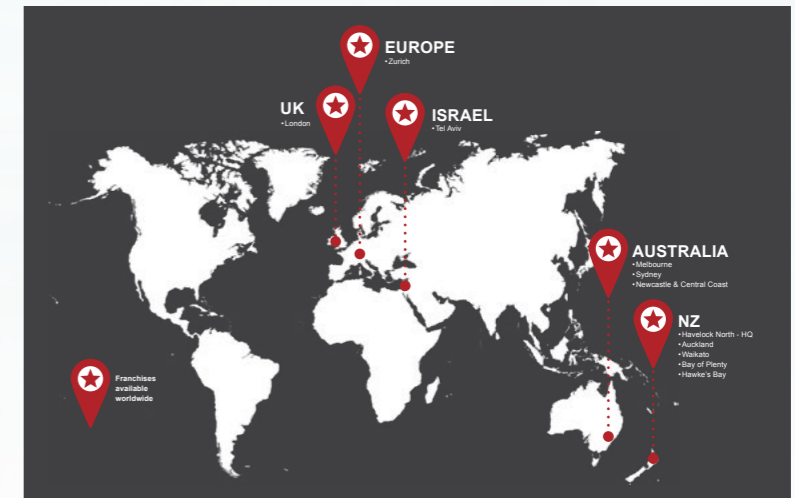 EUROPE
•Zurich
UK
•London
ISRAEL
•Tel Aviv
AUSTRALIA
•Melbourne
•Sydney
•Newcastle & Central Coast
NZ
•Havelock North - HQ
•Auckland
•Waikato
•Bay of Plenty
•Hawke's Bay
Franchises
available
worldwide